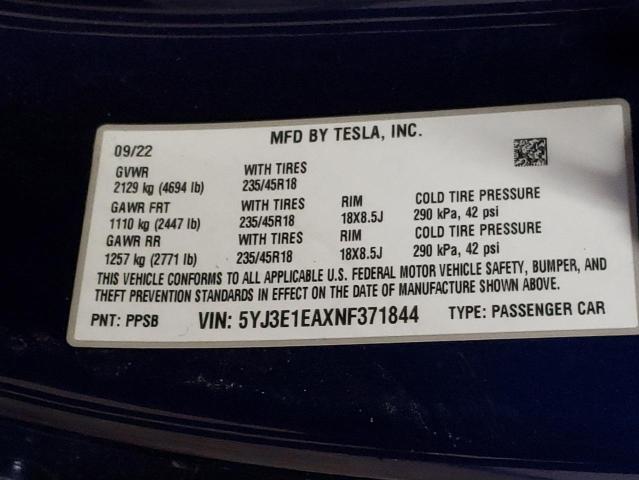 MFD BY TESLA, INC.
09/22
GVWR WITH TIRES
2129 kg (4694 lb) 235/45R18
GAWR FRT WITH TIRES RIM COLD TIRE PRESSURE
1110 kg (2447 lb) 235/45R18 18X8.5J 290 kPa, 42 psi
GAWR RR WITH TIRES RIM COLD TIRE PRESSURE
1257 kg (2771 lb) 235/45R18 18X8.5J 290 kPa, 42 psi
THIS VEHICLE CONFORMS TO ALL APPLICABLE U.S. FEDERAL MOTOR VEHICLE SAFETY, BUMPER, AND
THEFT PREVENTION STANDARDS IN EFFECT ON THE DATE OF MANUFACTURE SHOWN ABOVE.
PNT: PPSB VIN: 5YJ3E1EAXNF371844 TYPE: PASSENGER CAR